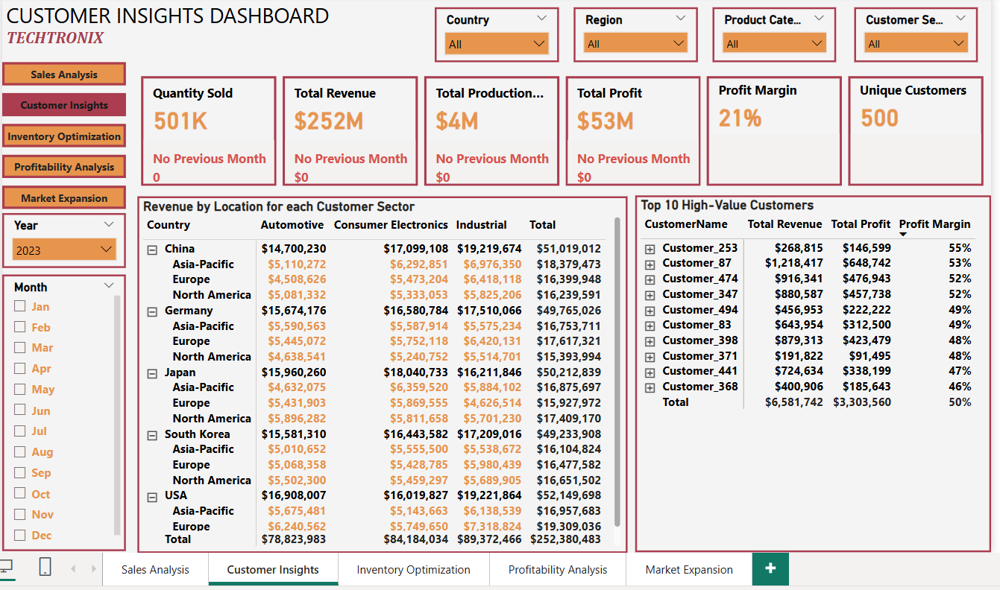 CUSTOMER INSIGHTS DASHBOARD
TECHTRONIX
Country
All
Region
All
Product Cate...
All
Customer Se...
All
Sales Analysis
Customer Insights
Inventory Optimization
Profitability Analysis
Market Expansion
Year
2023
Month
Jan
Feb
Mar
Apr
May
Jun
Jul
Aug
Sep
Oct
Nov
Dec
Quantity Sold
501K
No Previous Month
0
Total Revenue
$252M
No Previous Month
$0
Total Production...
$4M
No Previous Month
$0
Total Profit
$53M
No Previous Month
$0
Profit Margin
21%
Unique Customers
500
Revenue by Location for each Customer Sector
Country Automotive Consumer Electronics Industrial Total
China $14,700,230 $17,099,108 $19,219,674 $51,019,012
Asia-Pacific $5,110,272 $6,292,851 $6,976,350 $18,379,473
Europe $4,508,626 $5,473,204 $6,418,118 $16,399,948
North America $5,081,332 $5,333,053 $5,825,206 $16,239,591
Germany $15,674,176 $16,580,784 $17,510,066 $49,765,026
Asia-Pacific $5,590,563 $5,587,914 $5,575,234 $16,753,711
Europe $5,445,072 $5,752,118 $6,420,131 $17,617,321
North America $4,638,541 $5,240,752 $5,514,701 $15,393,994
Japan $15,960,260 $18,040,733 $16,211,846 $50,212,839
Asia-Pacific $4,632,075 $6,359,520 $5,884,102 $16,875,697
Europe $5,431,903 $5,869,555 $4,626,514 $15,927,972
North America $5,896,282 $5,811,658 $5,701,230 $17,409,170
South Korea $15,581,310 $16,443,582 $17,209,016 $49,233,908
Asia-Pacific $5,010,652 $5,555,500 $5,538,672 $16,104,824
Europe $5,068,358 $5,428,785 $5,980,439 $16,477,582
North America $5,502,300 $5,459,297 $5,689,905 $16,651,502
USA $16,908,007 $16,019,827 $19,221,864 $52,149,698
Asia-Pacific $5,675,481 $5,143,663 $6,138,539 $16,957,683
Europe $6,240,562 $5,749,650 $7,318,824 $19,309,036
Total $78,823,983 $84,184,034 $89,372,466 $252,380,483
Top 10 High-Value Customers
CustomerName Total Revenue Total Profit Profit Margin
Customer_253 $268,815 $146,599 55%
Customer_87 $1,218,417 $648,742 53%
Customer_474 $916,341 $476,943 52%
Customer_347 $880,587 $457,738 52%
Customer_494 $456,953 $222,222 49%
Customer_83 $643,954 $312,500 49%
Customer_398 $879,313 $423,479 48%
Customer_371 $191,822 $91,495 48%
Customer_441 $724,634 $338,199 47%
Customer_368 $400,906 $185,643 46%
Total $6,581,742 $3,303,560 50%
Sales Analysis
Customer Insights
Inventory Optimization
Profitability Analysis
Market Expansion
+